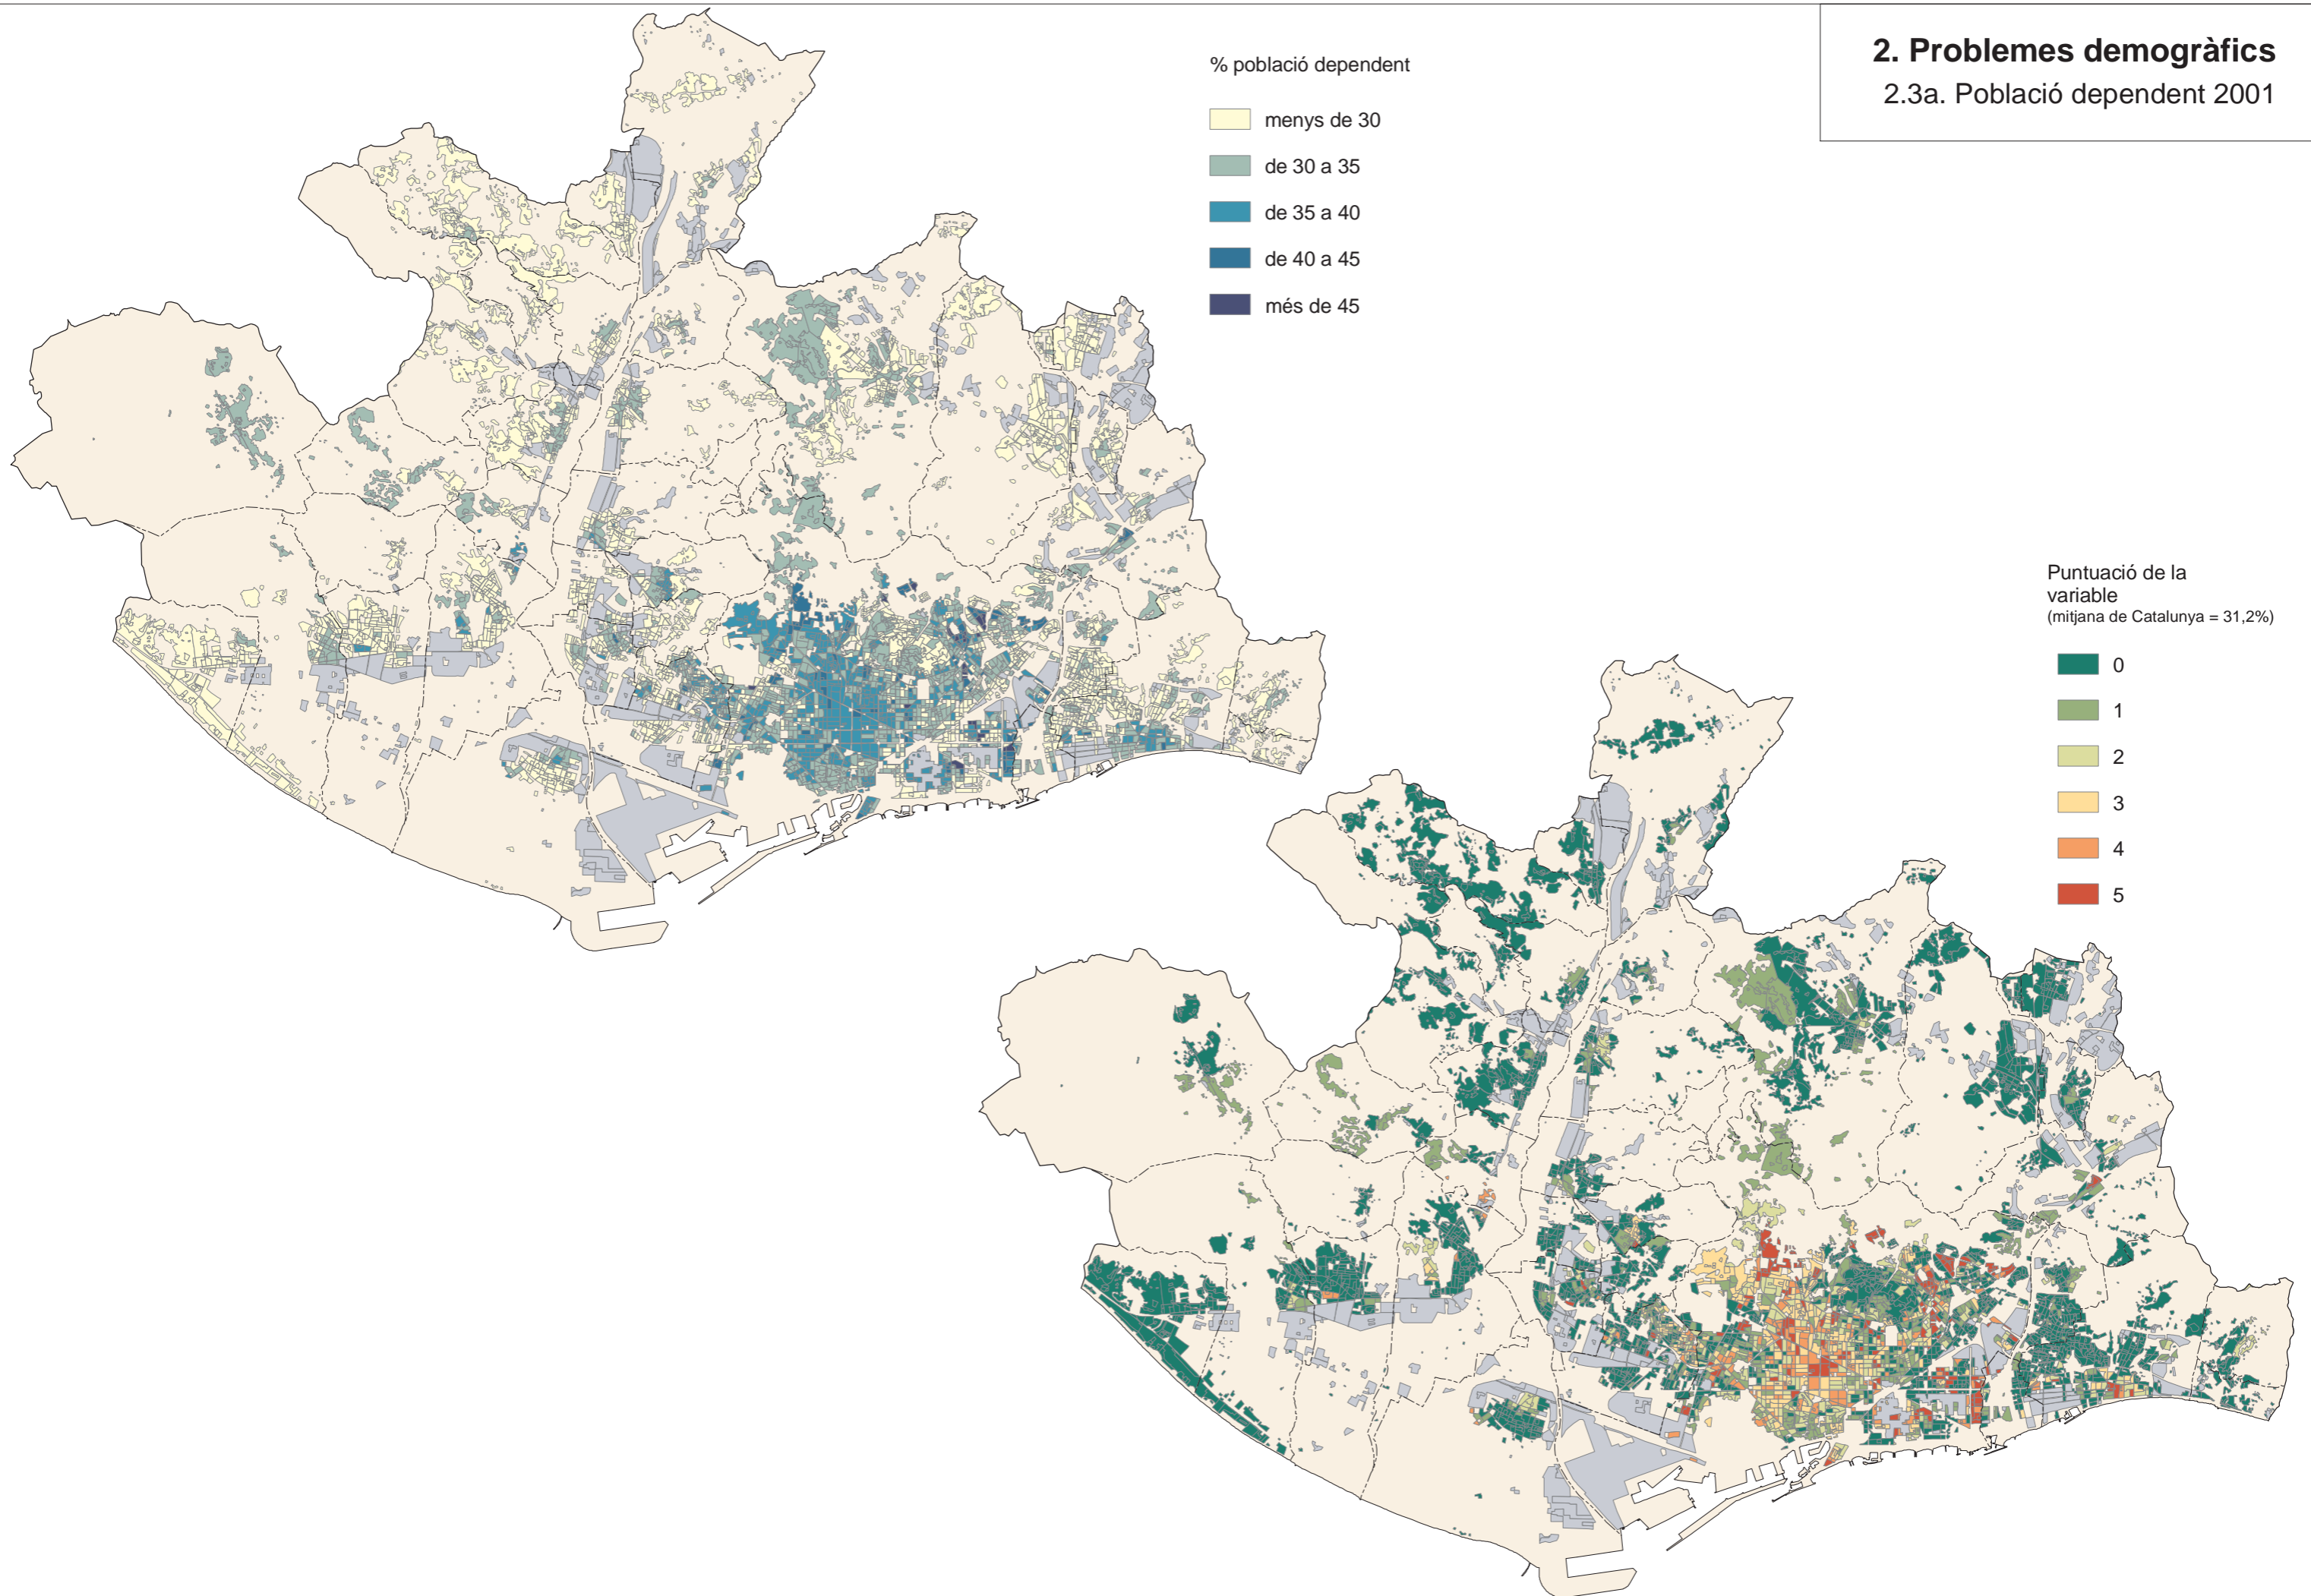 2. Problemes demogràfics
2.3a. Població dependent 2001
% població dependent
menys de 30
de 30 a 35
de 35 a 40
de 40 a 45
més de 45
Puntuació de la
variable
(mitjana de Catalunya = 31,2%)
0
1
2
3
4
5